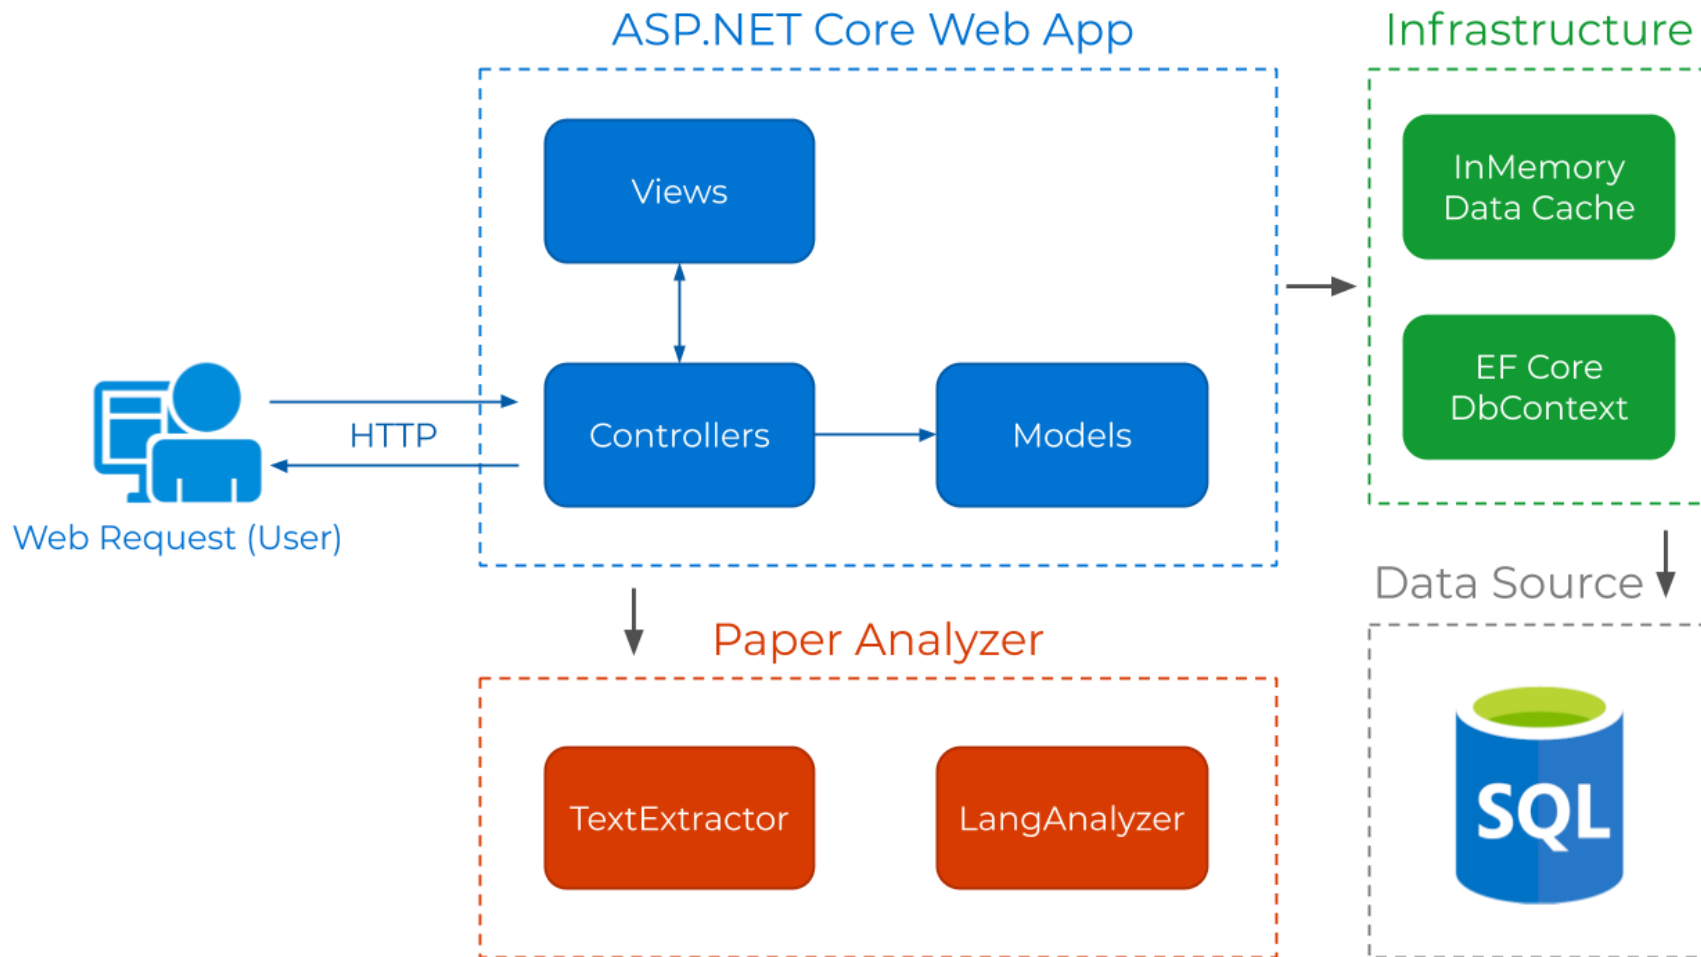 ASP.NET Core Web App
Infrastructure
Views
InMemory
Data Cache
EF Core
DbContext
HTTP
Controllers
Models
Web Request (User)
Data Source
Paper Analyzer
TextExtractor
LangAnalyzer
SQL